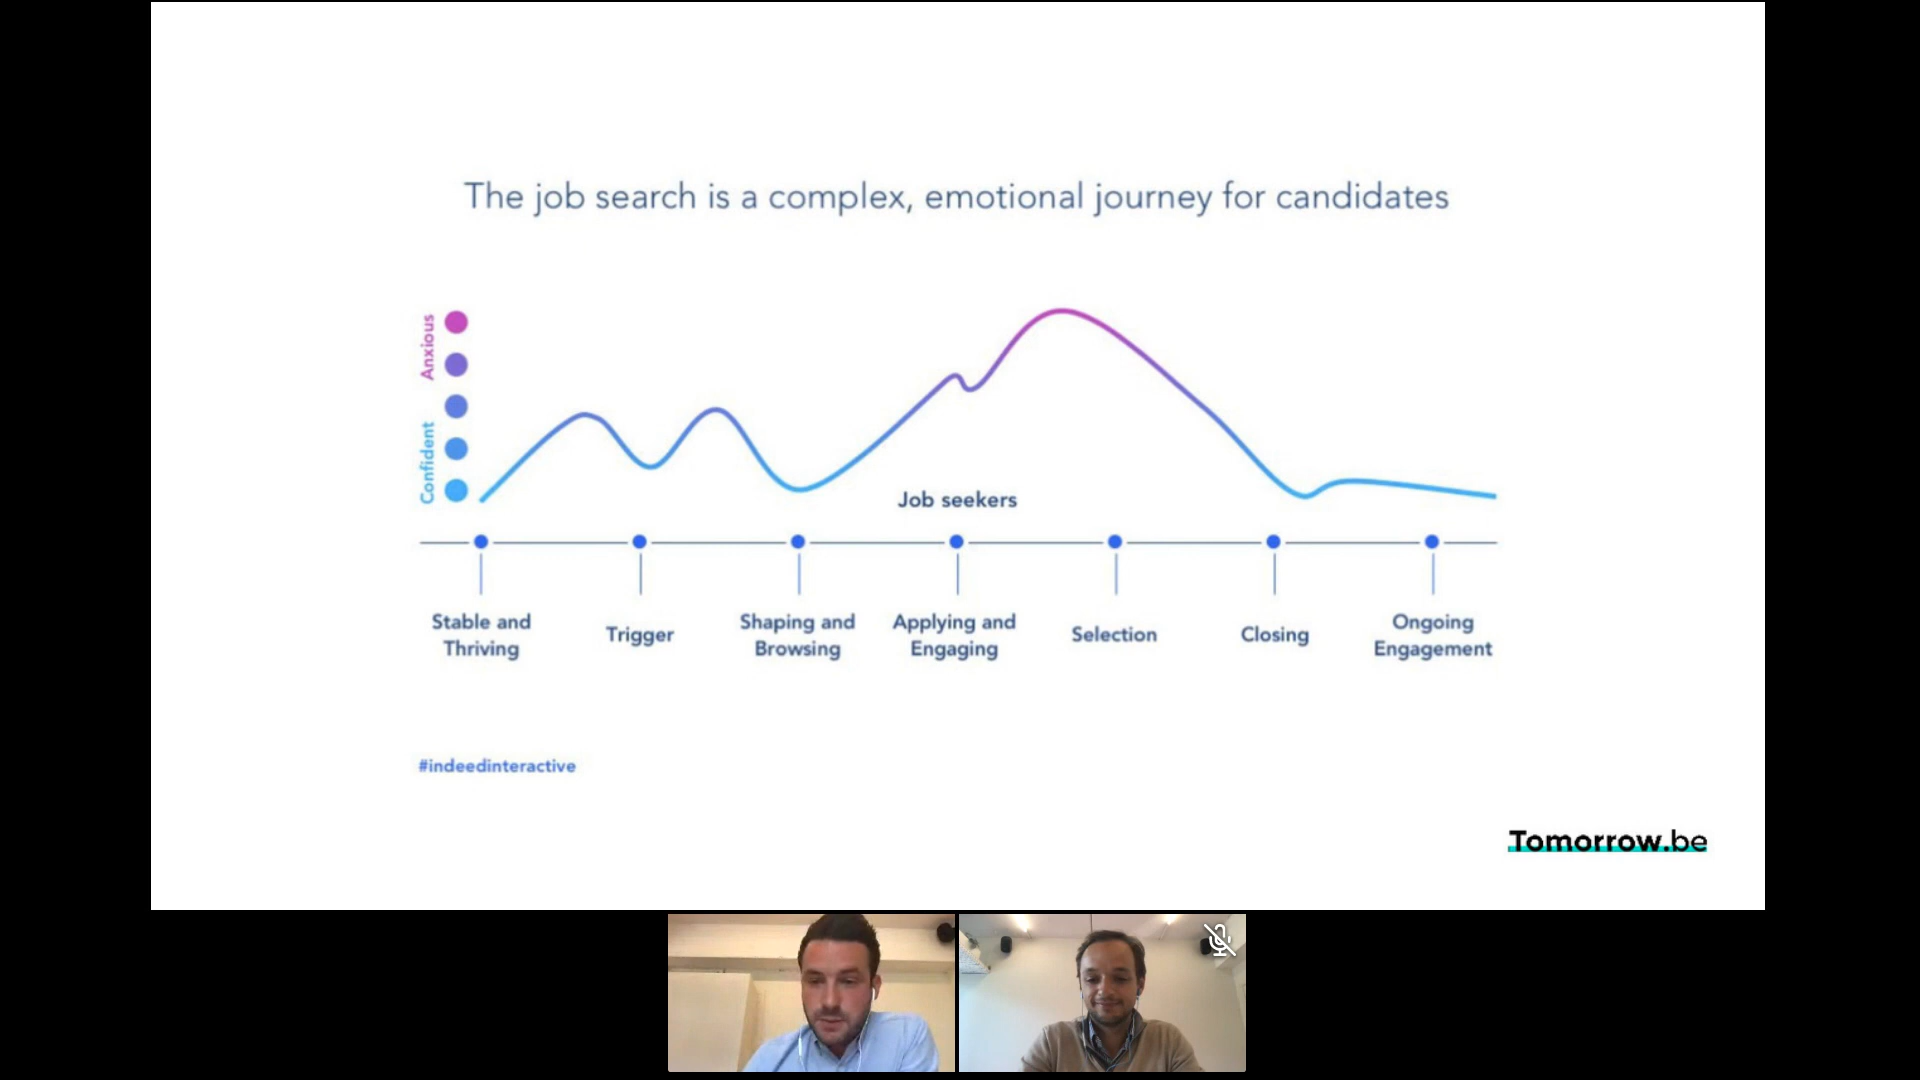 The job search is a complex, emotional journey for candidates
Anxious
Confident
Job seekers
Stable and
Thriving
Trigger
Shaping and
Browsing
Applying and
Engaging
Selection
Closing
Ongoing
Engagement
#indeedinteractive
Tomorrow.be